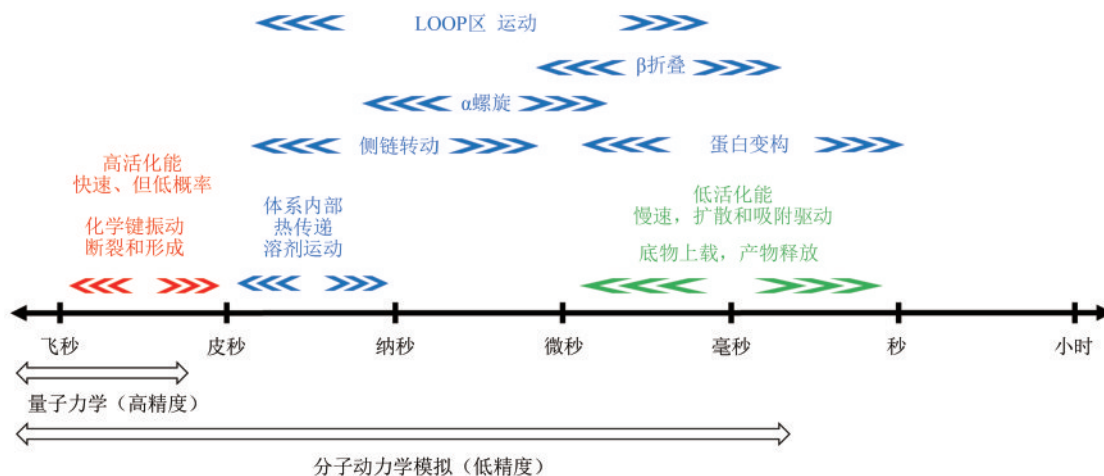 LOOP区 运动
β折叠
α螺旋
侧链转动
蛋白变构
高活化能
快速、但低概率
化学键振动
断裂和形成
体系内部
热传递
溶剂运动
低活化能
慢速，扩散和吸附驱动
底物上载，产物释放
飞秒 皮秒 纳秒 微秒 毫秒 秒 小时
量子力学（高精度）
分子动力学模拟（低精度）